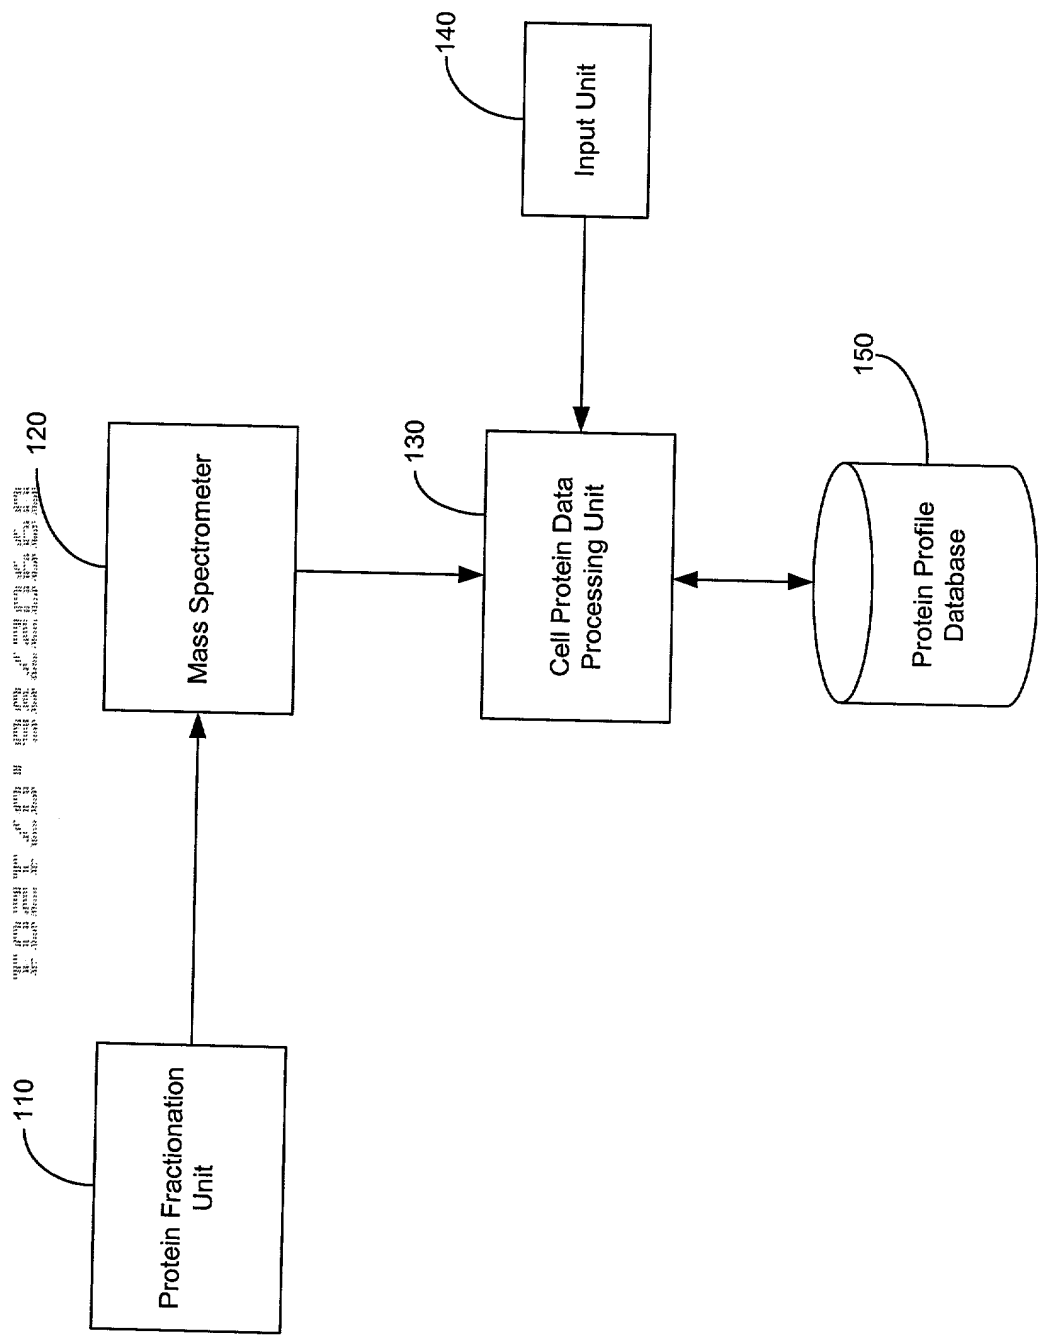 110
Protein Fractionation
Unit
120
Mass Spectrometer
130
Cell Protein Data
Processing Unit
140
Input Unit
150
Protein Profile
Database